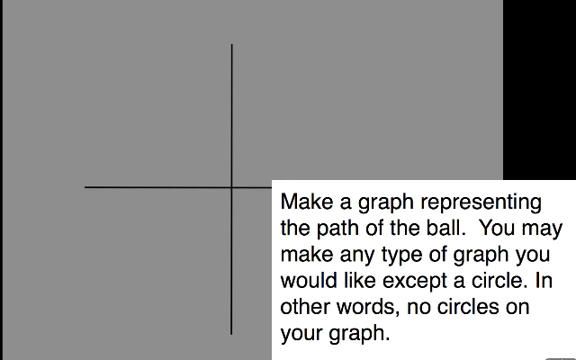 Make a graph representing
the path of the ball.  You may
make any type of graph you
would like except a circle. In
other words, no circles on
your graph.